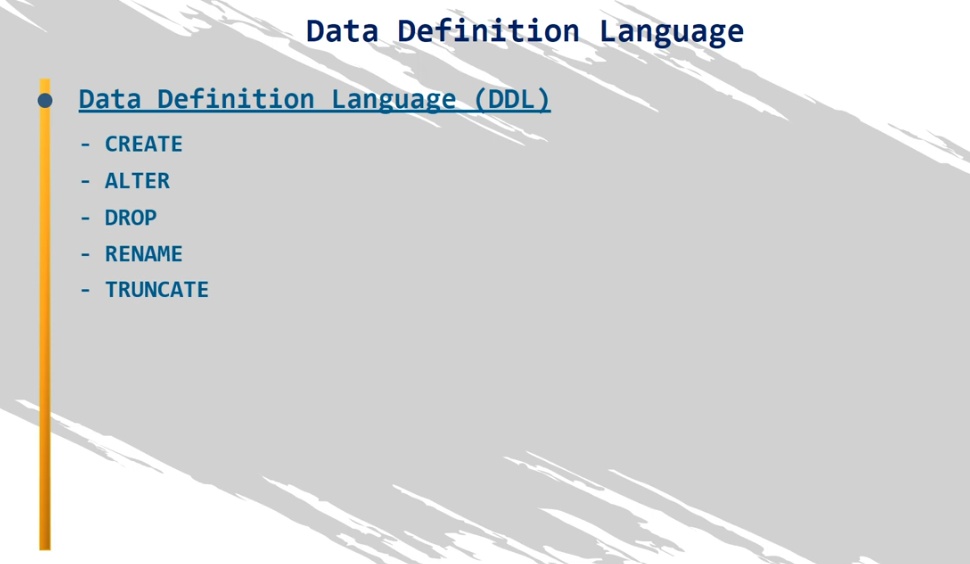 Data Definition Language
Data Definition Language (DDL)
- CREATE
- ALTER
- DROP
- RENAME
- TRUNCATE